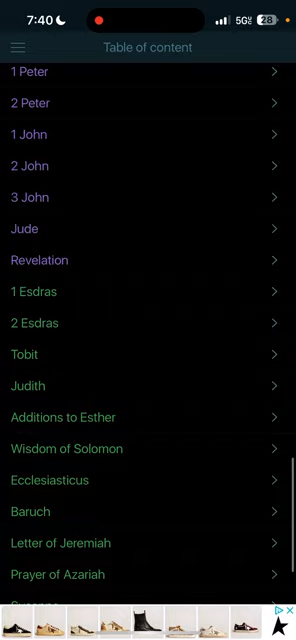 7:40
5G
28
Table of content
1 Peter
2 Peter
1 John
2 John
3 John
Jude
Revelation
1 Esdras
2 Esdras
Tobit
Judith
Additions to Esther
Wisdom of Solomon
Ecclesiasticus
Baruch
Letter of Jeremiah
Prayer of Azariah